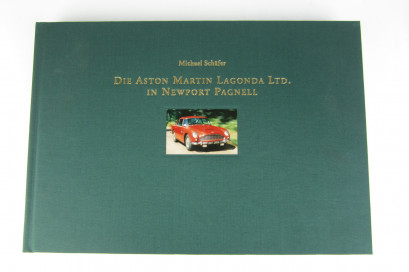 Michael Schäfer
DIE ASTON MARTIN LAGONDA LTD.
IN NEWPORT PAGNELL